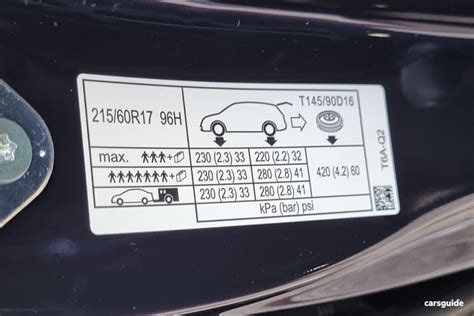 215/60R17 96H
T145/90D16
max. + 230 (2.3) 33 220 (2.2) 32 420 (4.2) 60
+ 230 (2.3) 33 280 (2.8) 41
230 (2.3) 33 280 (2.8) 41
kPa (bar) psi
T6A-Q2
carsguide